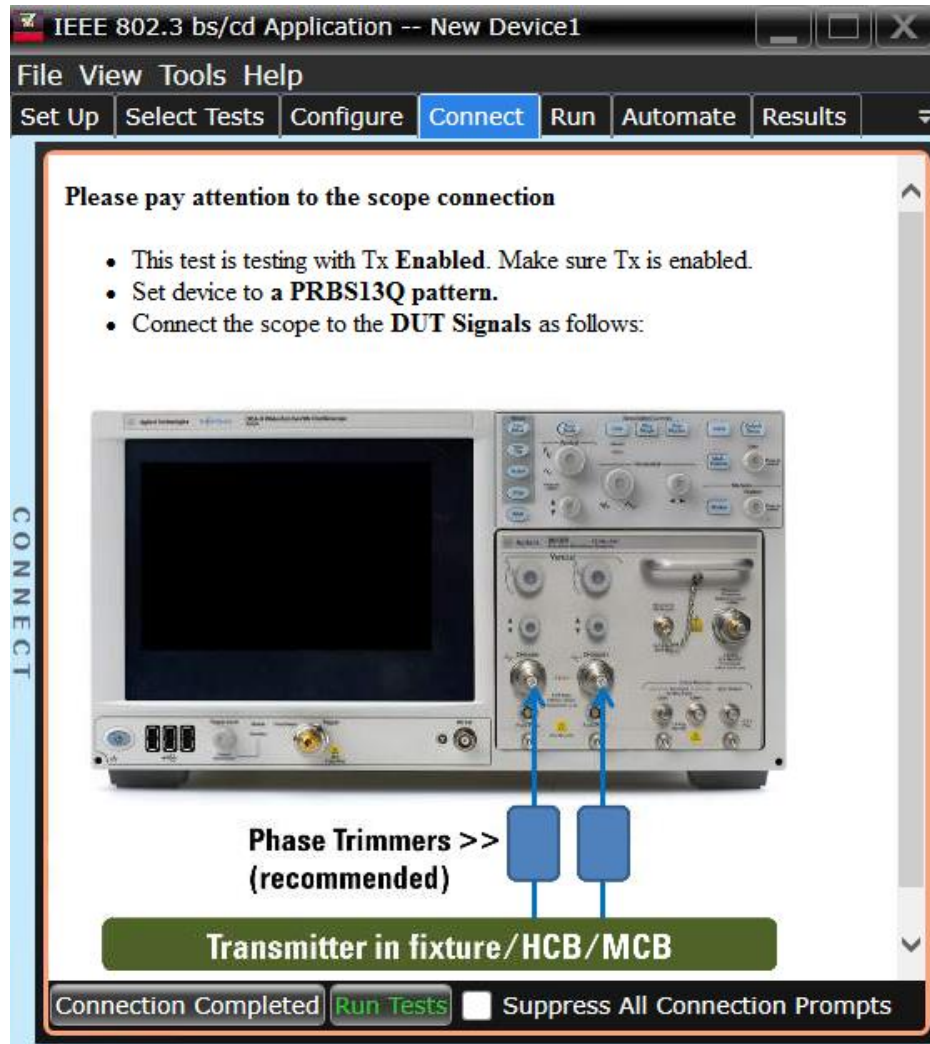 IEEE 802.3 bs/cd Application -- New Device1
File View Tools Help
Set Up Select Tests Configure Connect Run Automate Results
CONNECT
Please pay attention to the scope connection
• This test is testing with Tx Enabled. Make sure Tx is enabled.
• Set device to a PRBS13Q pattern.
• Connect the scope to the DUT Signals as follows:
Agilent Technologies
Phase Trimmers >>
(recommended)
Transmitter in fixture/HCB/MCB
Connection Completed Run Tests Suppress All Connection Prompts